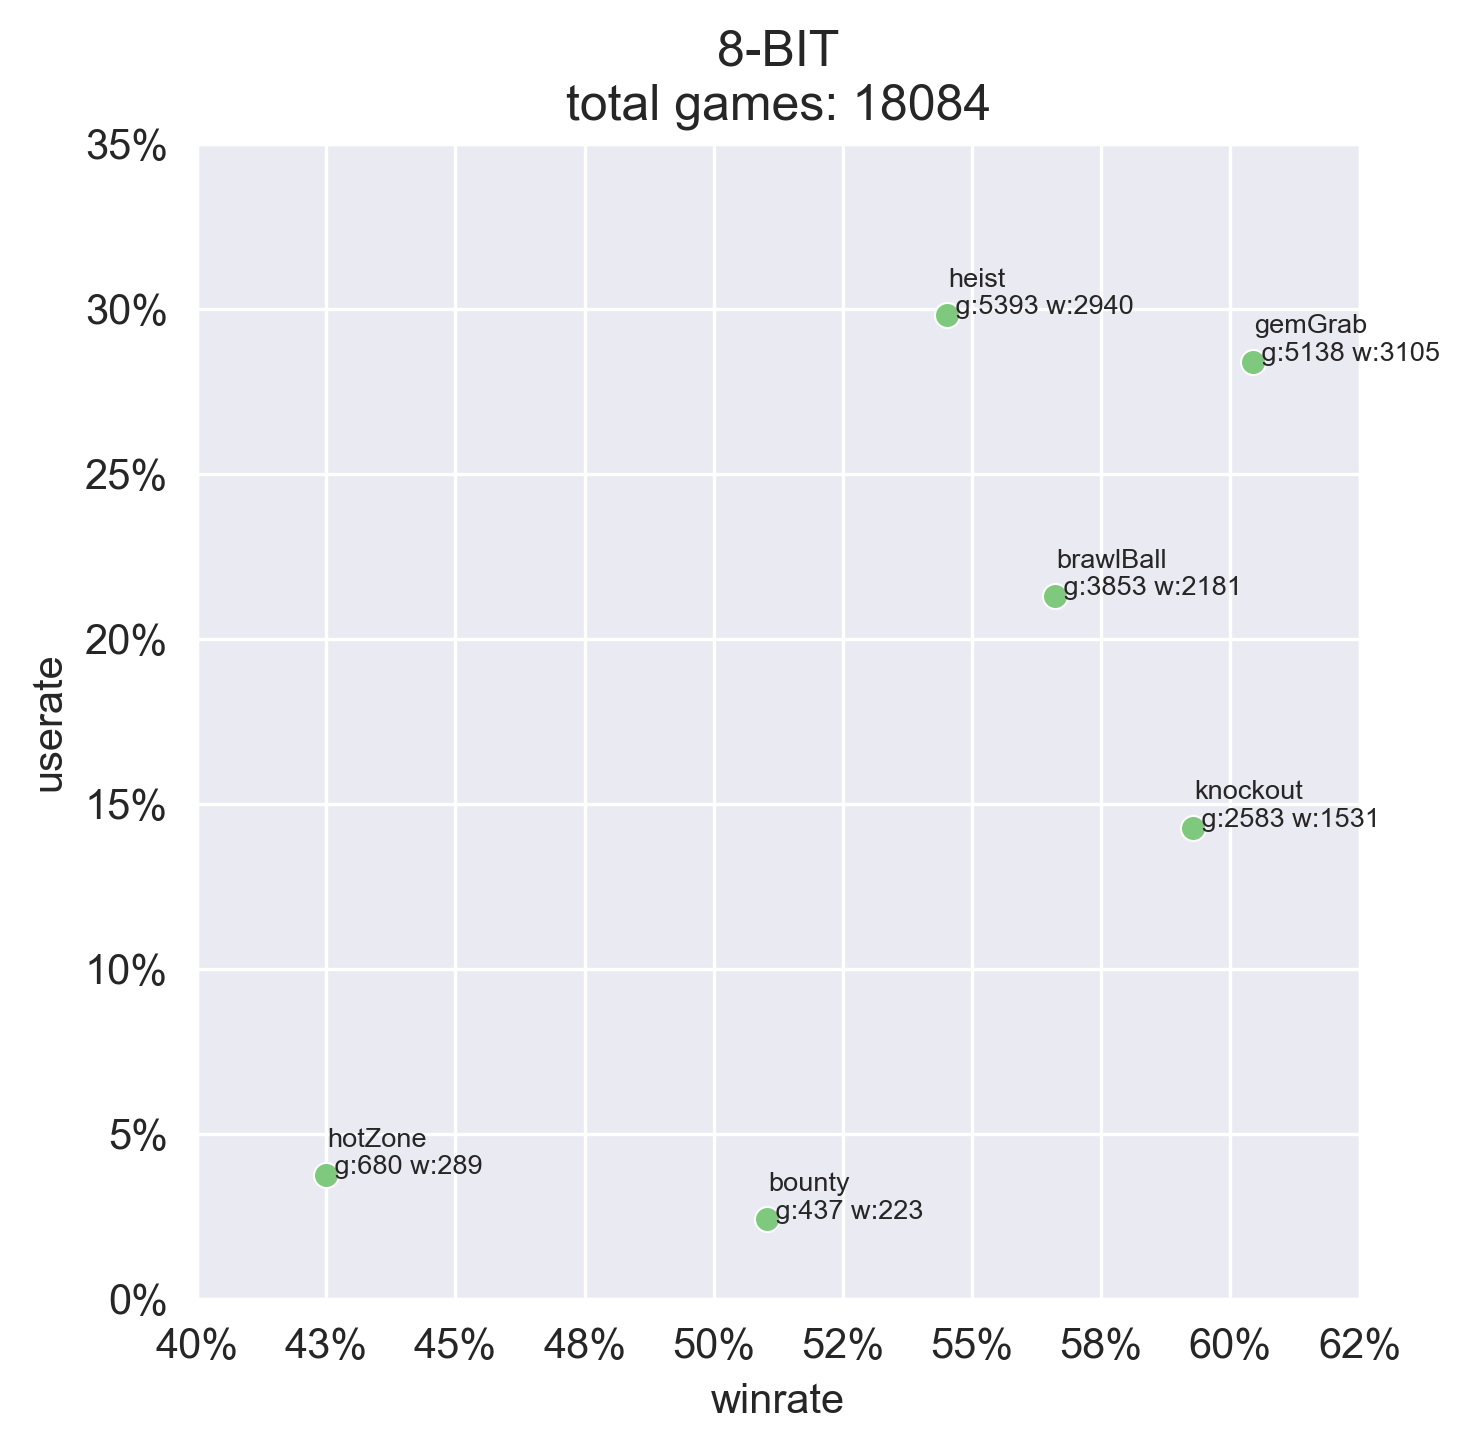 8-BIT
total games: 18084
35%
30%
25%
20%
15%
10%
5%
0%
userate
heist
g:5393 w:2940
gemGrab
g:5138 w:3105
brawlBall
g:3853 w:2181
knockout
g:2583 w:1531
hotZone
g:680 w:289
bounty
g:437 w:223
40% 43% 45% 48% 50% 52% 55% 58% 60% 62%
winrate